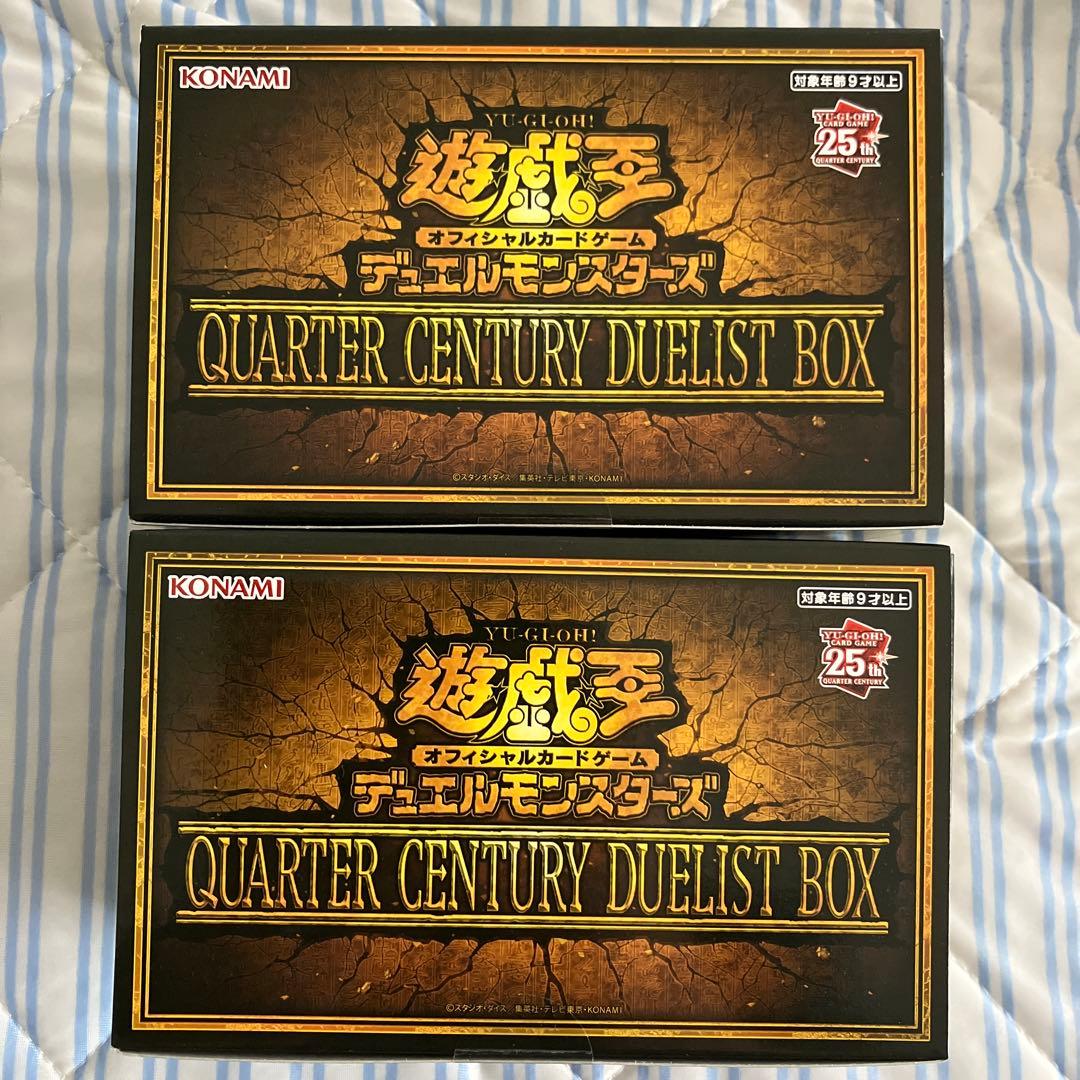 KONAMI
対象年齢9才以上
YU-GI-OH!
CARD GAME
25th
QUARTER CENTURY
YU-GI-OH!
遊戯王
オフィシャルカードゲーム
デュエルモンスターズ
QUARTER CENTURY DUELIST BOX
©スタジオ・ダイス/集英社・テレビ東京・KONAMI
KONAMI
対象年齢9才以上
YU-GI-OH!
CARD GAME
25th
QUARTER CENTURY
YU-GI-OH!
遊戯王
オフィシャルカードゲーム
デュエルモンスターズ
QUARTER CENTURY DUELIST BOX
©スタジオ・ダイス/集英社・テレビ東京・KONAMI